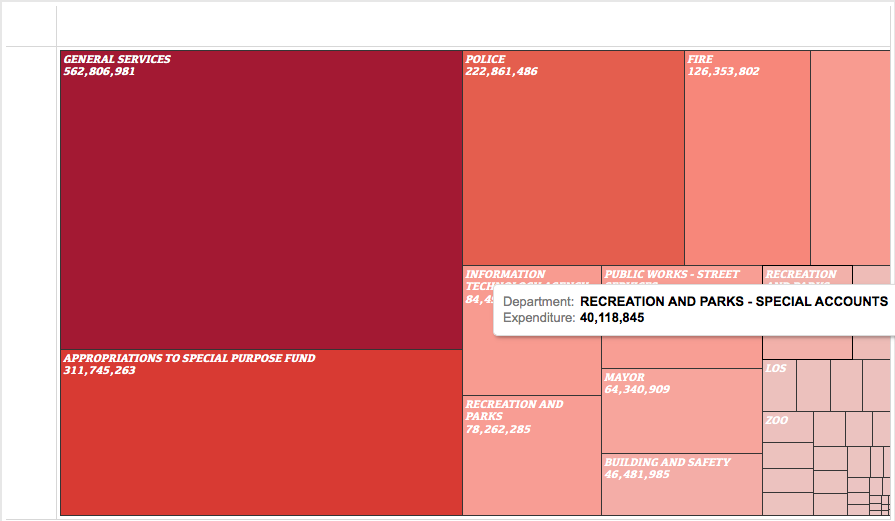 GENERAL SERVICES
562,806,981
POLICE
222,861,486
FIRE
126,353,802
INFORMATION
PUBLIC WORKS - STREET
RECREATION
Department: RECREATION AND PARKS - SPECIAL ACCOUNTS
Expenditure: 40,118,845
APPROPRIATIONS TO SPECIAL PURPOSE FUND
311,745,263
RECREATION AND
PARKS
78,262,285
MAYOR
64,340,909
BUILDING AND SAFETY
46,481,985
LOS
ZOO